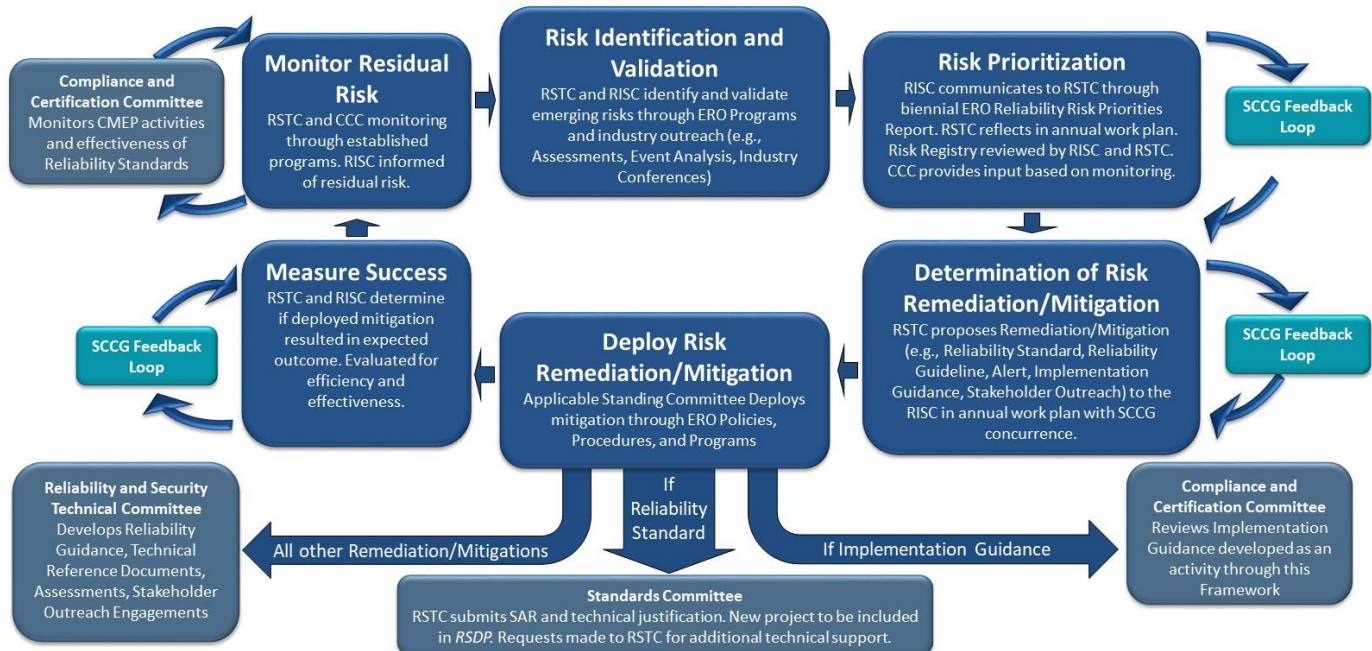 Compliance and
Certification Committee
Monitors CMEP activities
and effectiveness of
Reliability Standards
Monitor Residual
Risk
RSTC and CCC monitoring
through established
programs. RISC informed
of residual risk.
Risk Identification and
Validation
RSTC and RISC identify and validate
emerging risks through ERO Programs
and industry outreach (e.g.,
Assessments, Event Analysis, Industry
Conferences)
Risk Prioritization
RISC communicates to RSTC through
biennial ERO Reliability Risk Priorities
Report. RSTC reflects in annual work plan.
Risk Registry reviewed by RISC and RSTC.
CCC provides input based on monitoring.
SCCG Feedback
Loop
SCCG Feedback
Loop
Measure Success
RSTC and RISC determine
if deployed mitigation
resulted in expected
outcome. Evaluated for
efficiency and
effectiveness.
Deploy Risk
Remediation/Mitigation
Applicable Standing Committee Deploys
mitigation through ERO Policies,
Procedures, and Programs
Determination of Risk
Remediation/Mitigation
RSTC proposes Remediation/Mitigation
(e.g., Reliability Standard, Reliability
Guideline, Alert, Implementation
Guidance, Stakeholder Outreach) to the
RISC in annual work plan with SCCG
concurrence.
SCCG Feedback
Loop
Reliability and Security
Technical Committee
Develops Reliability
Guidance, Technical
Reference Documents,
Assessments, Stakeholder
Outreach Engagements
All other Remediation/Mitigations
If
Reliability
Standard
If Implementation Guidance
Compliance and
Certification Committee
Reviews Implementation
Guidance developed as an
activity through this
Framework
Standards Committee
RSTC submits SAR and technical justification. New project to be included
in RSDP. Requests made to RSTC for additional technical support.